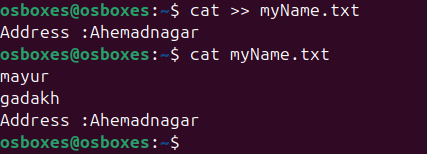 osboxes@osboxes:~$ cat >> myName.txt
Address :Ahemadnagar
osboxes@osboxes:~$ cat myName.txt
mayur
gadakh
Address :Ahemadnagar
osboxes@osboxes:~$